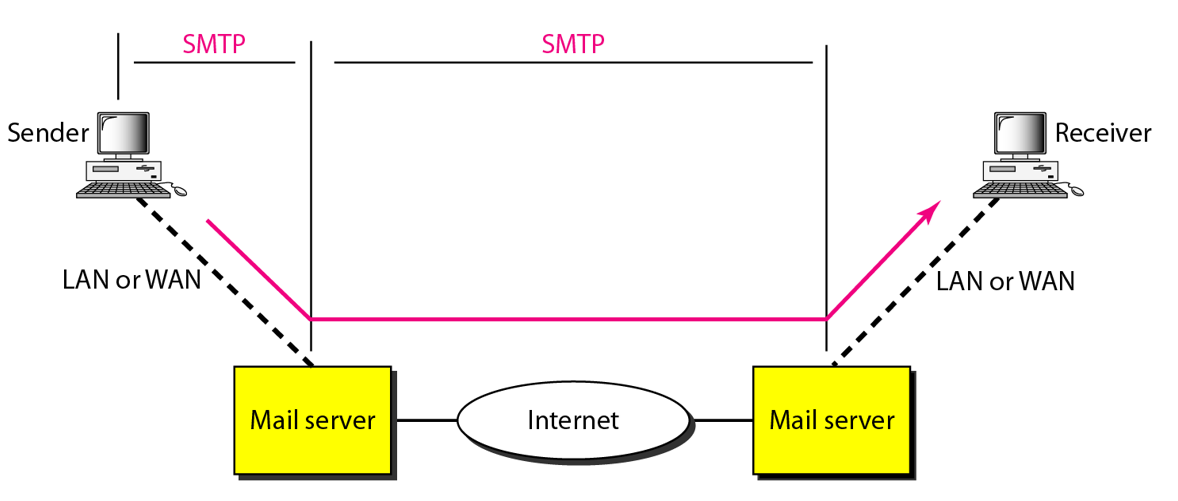 SMTP
SMTP
Sender
Receiver
LAN or WAN
LAN or WAN
Mail server
Internet
Mail server